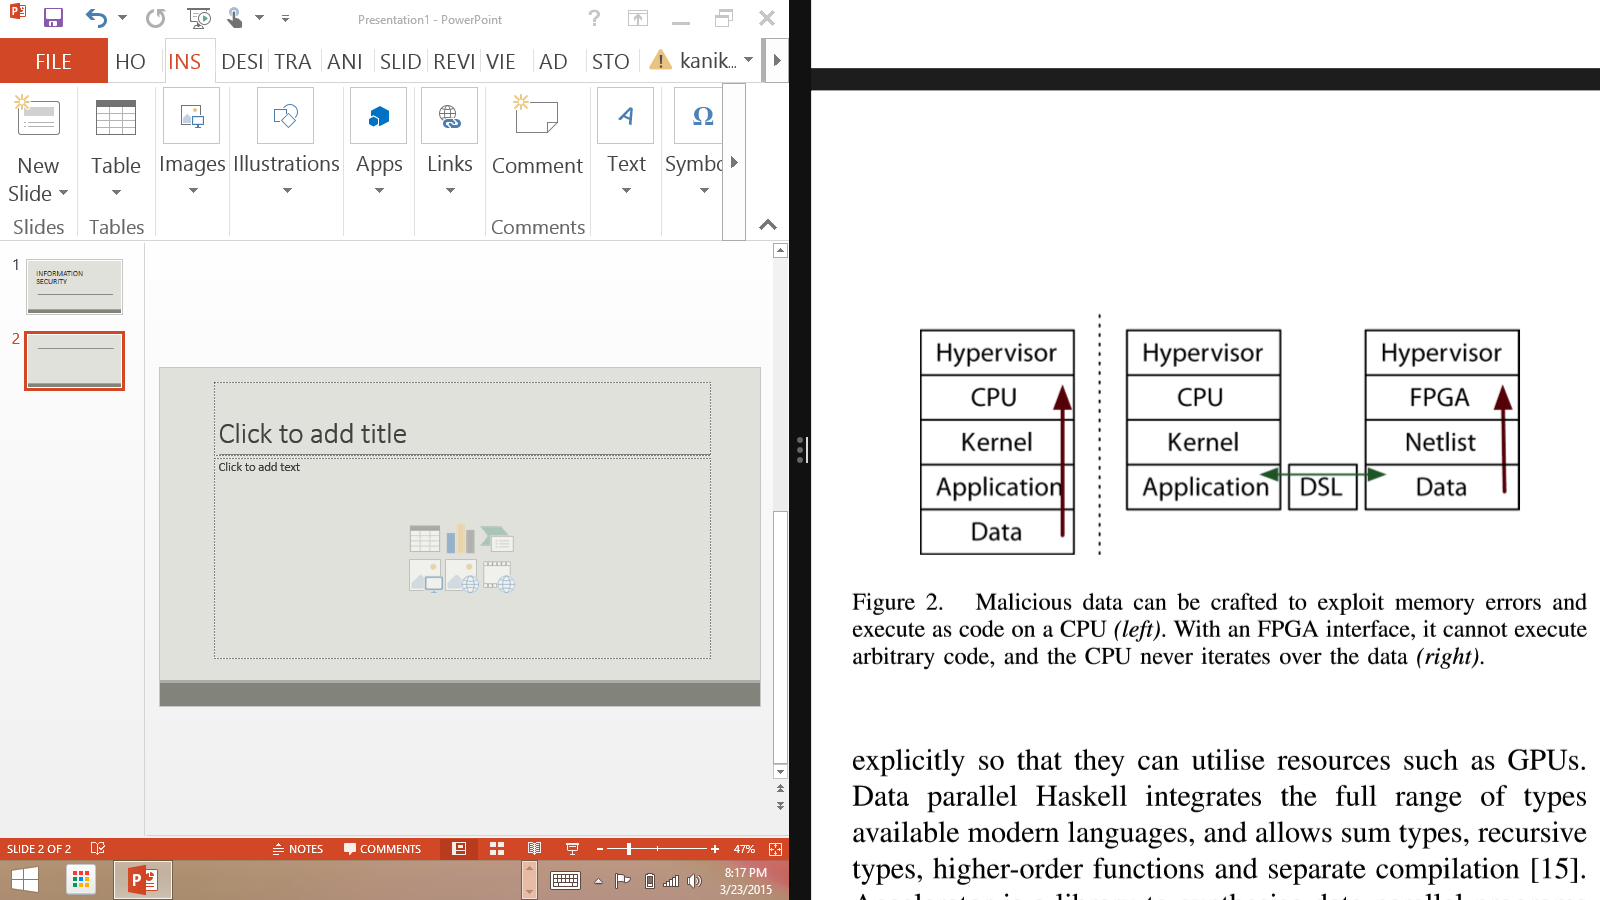 Presentation1 - PowerPoint
?
FILE
HO
INS
DESI
TRA
ANI
SLID
REVI
VIE
AD
STO
kanik...
New
Slide
Table
Images
Illustrations
Apps
Links
Comment
Text
Symbo
Slides
Tables
Comments
1
INFORMATION
SECURITY
2
Click to add title
Click to add text
SLIDE 2 OF 2
NOTES
COMMENTS
47%
8:17 PM
3/23/2015
Hypervisor
CPU
Kernel
Application
Data
Hypervisor
CPU
Kernel
Application
DSL
Hypervisor
FPGA
Netlist
Data
Figure 2. Malicious data can be crafted to exploit memory errors and
execute as code on a CPU (left). With an FPGA interface, it cannot execute
arbitrary code, and the CPU never iterates over the data (right).
explicitly so that they can utilise resources such as GPUs.
Data parallel Haskell integrates the full range of types
available modern languages, and allows sum types, recursive
types, higher-order functions and separate compilation [15].